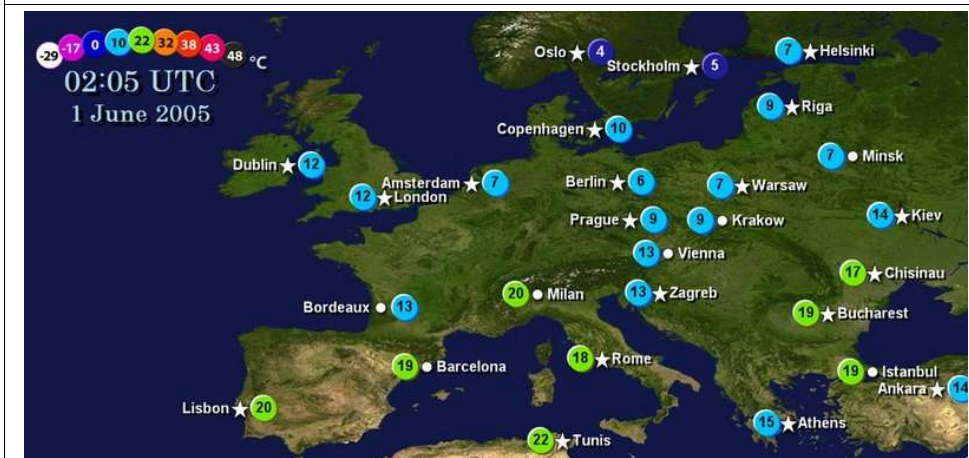 -29 -17 0 10 22 32 38 43 48 °C
02:05 UTC
1 June 2005
Oslo 4
Stockholm 5
7 Helsinki
9 Riga
Copenhagen 10
7 Minsk
Dublin 12
Amsterdam 7
12 London
Berlin 6
7 Warsaw
Prague 9
9 Krakow
14 Kiev
13 Vienna
17 Chisinau
20 Milan
13 Zagreb
Bordeaux 13
19 Bucharest
18 Rome
19 Barcelona
19 Istanbul
Ankara 14
Lisbon 20
15 Athens
22 Tunis